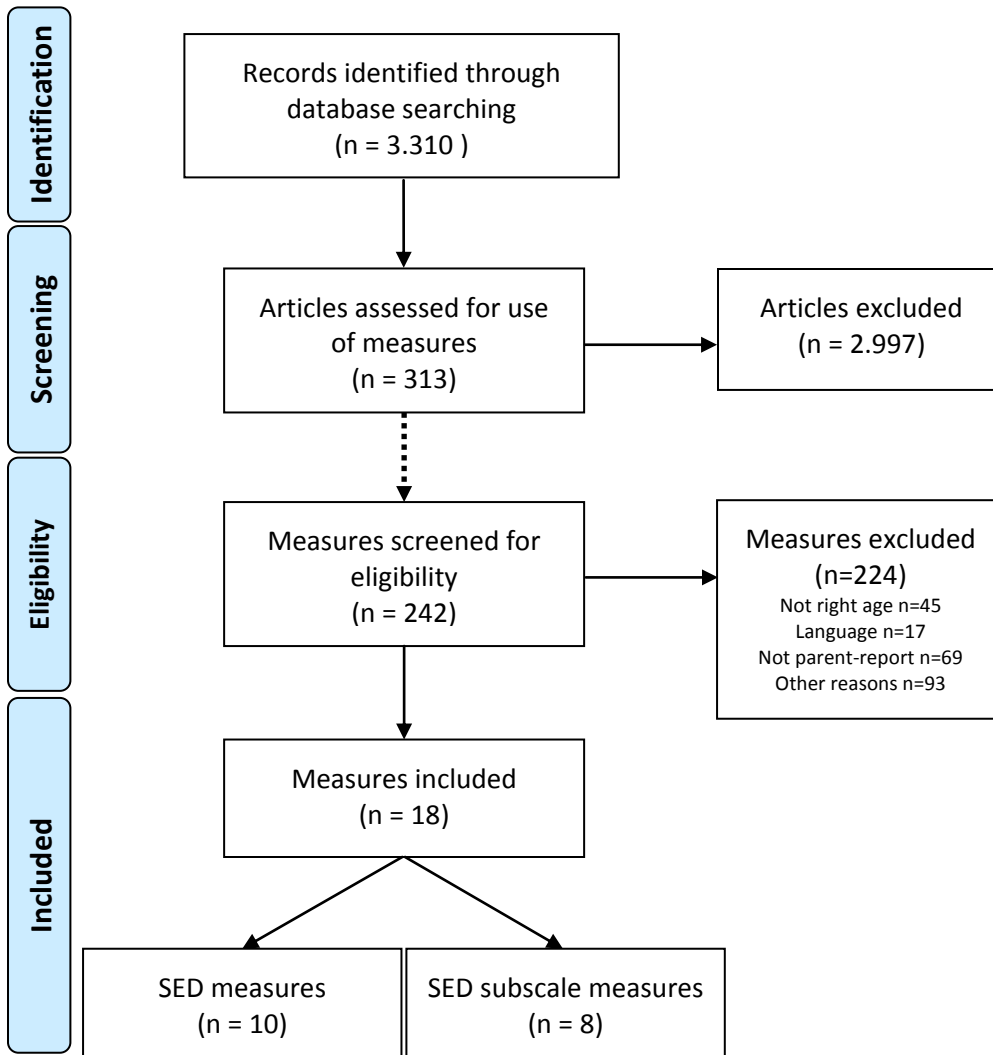 Identification
Records identified through
database searching
(n = 3.310 )
Screening
Articles assessed for use
of measures
(n = 313)
Articles excluded
(n = 2.997)
Eligibility
Measures screened for
eligibility
(n = 242)
Measures excluded
(n=224)
Not right age n=45
Language n=17
Not parent-report n=69
Other reasons n=93
Included
Measures included
(n = 18)
SED measures
(n = 10)
SED subscale measures
(n = 8)